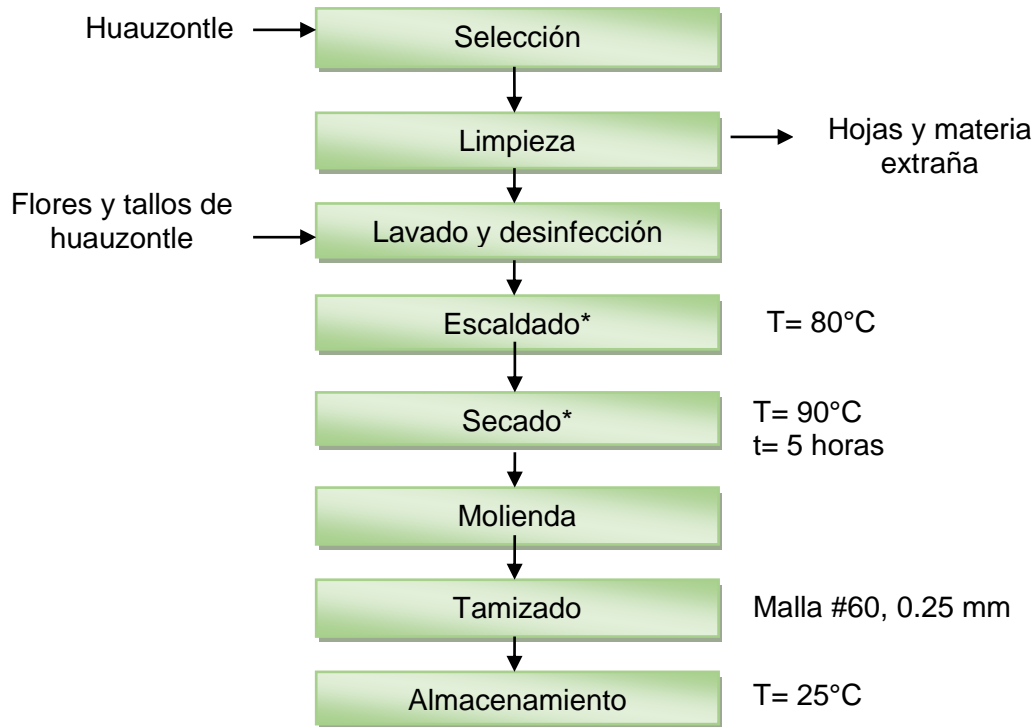 Huauzontle
Selección
Limpieza
Hojas y materia
extraña
Flores y tallos de
huauzontle
Lavado y desinfección
Escaldado*
T= 80°C
Secado*
T= 90°C
t= 5 horas
Molienda
Tamizado
Malla #60, 0.25 mm
Almacenamiento
T= 25°C